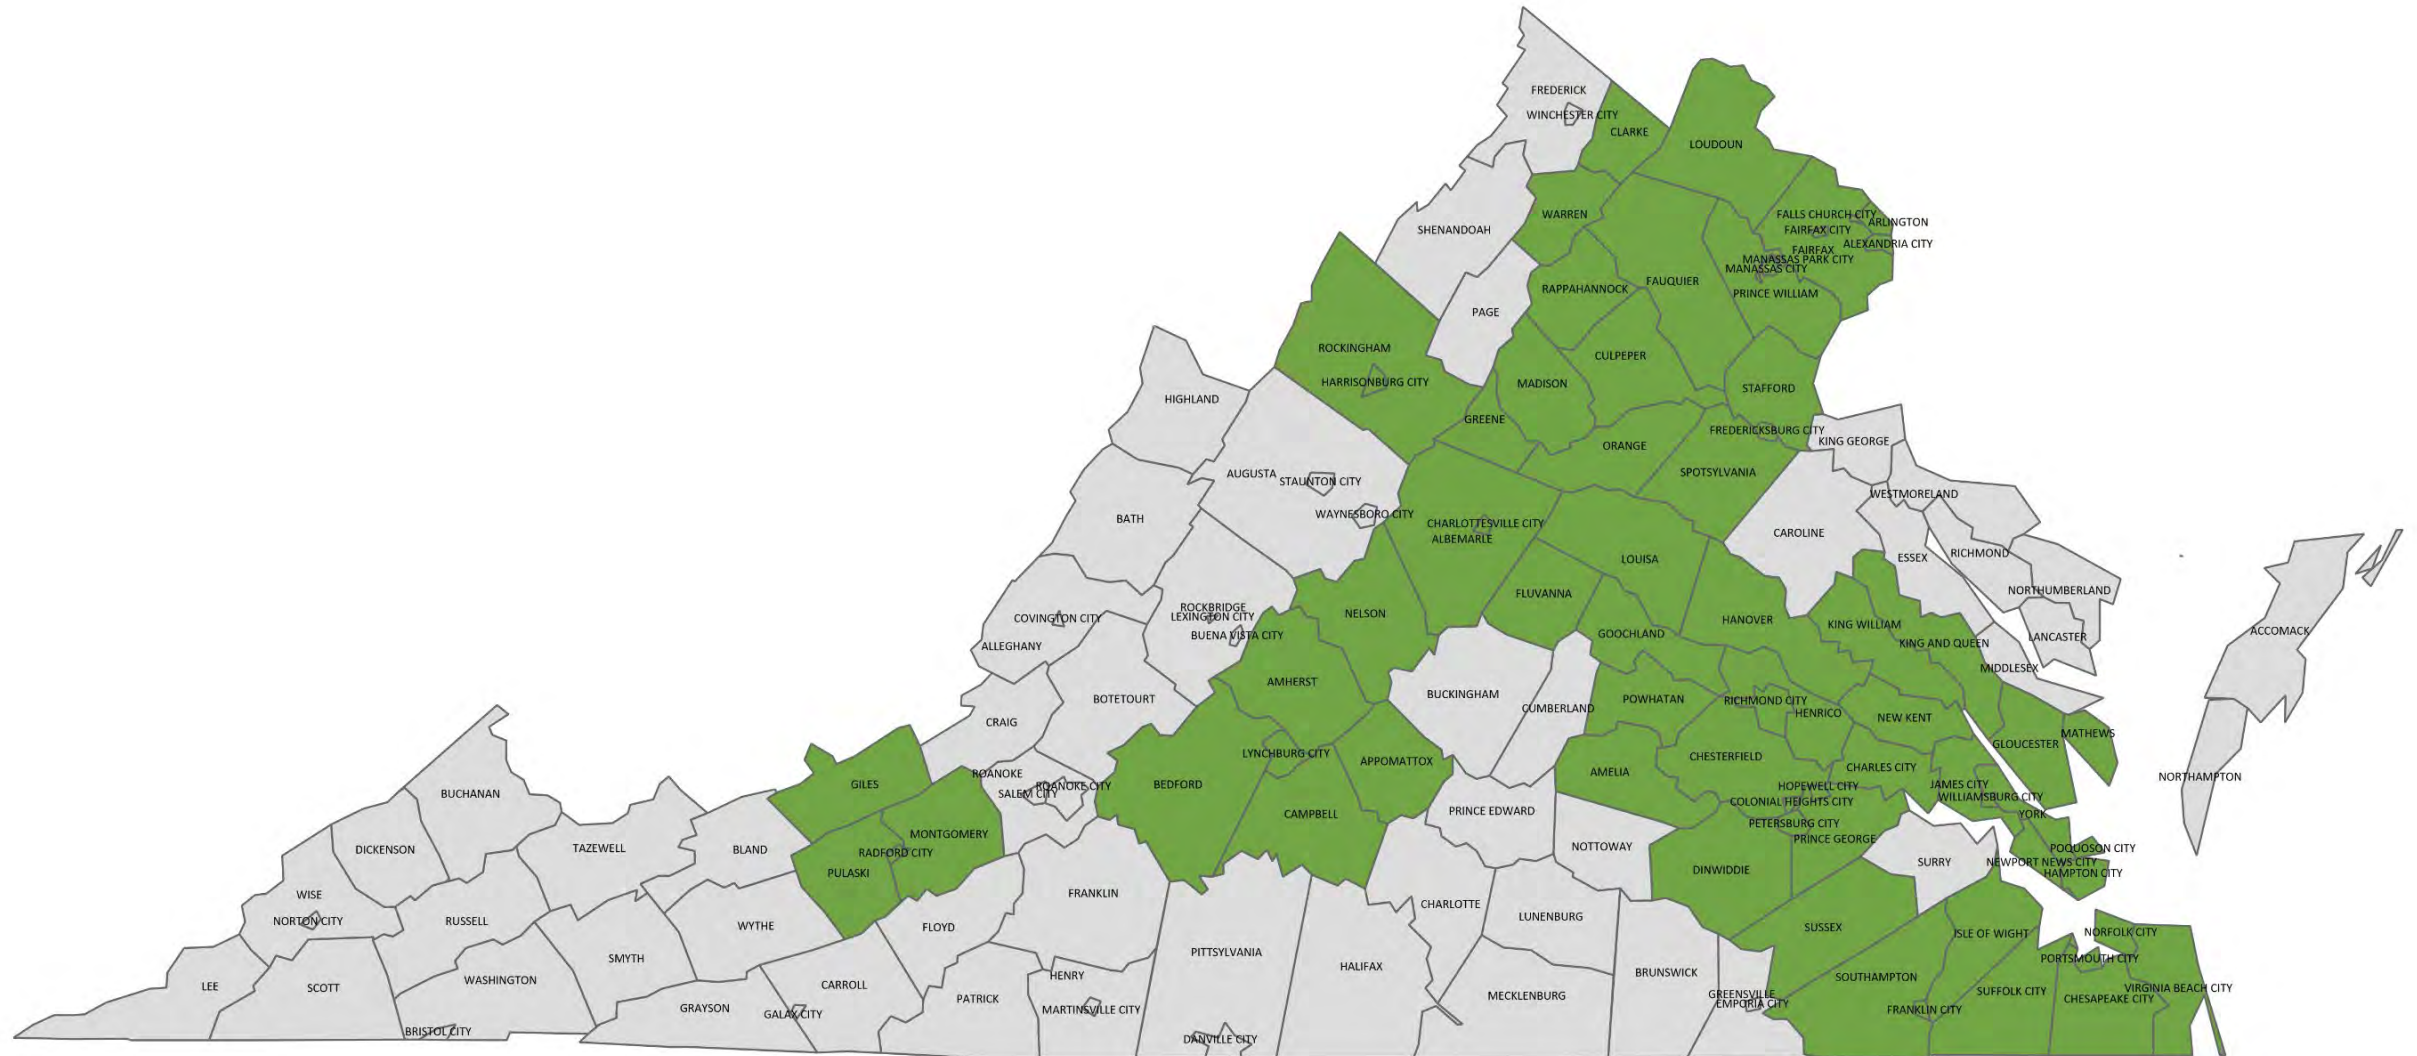 FREDERICK
WINCHESTER CITY
CLARKE
LOUDOUN
WARREN
SHENANDOAH
FALLS CHURCH CITY
ARLINGTON
FAIRFAX CITY
ALEXANDRIA CITY
FAIRFAX
MANASSAS PARK CITY
MANASSAS CITY
FAUQUIER
RAPPAHANNOCK
PRINCE WILLIAM
PAGE
ROCKINGHAM
CULPEPER
HARRISONBURG CITY
MADISON
STAFFORD
HIGHLAND
GREENE
FREDERICKSBURG CITY
KING GEORGE
ORANGE
AUGUSTA
STAUNTON CITY
SPOTSYLVANIA
WESTMORELAND
WAYNESBORO CITY
BATH
CHARLOTTESVILLE CITY
ALBEMARLE
CAROLINE
RICHMOND
ESSEX
LOUISA
NORTHUMBERLAND
FLUVANNA
ROCKBRIDGE
LEXINGTON CITY
NELSON
COVINGTON CITY
HANOVER
KING WILLIAM
BUENA VISTA CITY
GOOCHLAND
ACCOMACK
LANCASTER
KING AND QUEEN
ALLEGHANY
MIDDLESEX
AMHERST
BUCKINGHAM
BOTETOURT
POWHATAN
RICHMOND CITY
CUMBERLAND
HENRICO
NEW KENT
CRAIG
MATHEWS
GLOUCESTER
LYNCHBURG CITY
CHESTERFIELD
APPOMATTOX
CHARLES CITY
AMELIA
ROANOKE
NORTHAMPTON
GILES
BEDFORD
JAMES CITY
HOPEWELL CITY
ROANOKE CITY
SALEM CITY
BUCHANAN
WILLIAMSBURG CITY
COLONIAL HEIGHTS CITY
PRINCE EDWARD
CAMPBELL
YORK
PETERSBURG CITY
MONTGOMERY
PRINCE GEORGE
NOTTOWAY
TAZEWELL
POQUOSON CITY
DICKENSON
BLAND
RADFORD CITY
SURRY
NEWPORT NEWS CITY
DINWIDDIE
PULASKI
HAMPTON CITY
WISE
FRANKLIN
CHARLOTTE
LUNENBURG
NORTON CITY
RUSSELL
WYTHE
FLOYD
SUSSEX
NORFOLK CITY
ISLE OF WIGHT
PITTSYLVANIA
SMYTH
PORTSMOUTH CITY
HALIFAX
BRUNSWICK
HENRY
SOUTHAMPTON
WASHINGTON
CARROLL
LEE
SCOTT
VIRGINIA BEACH CITY
SUFFOLK CITY
GREENSVILLE
MECKLENBURG
PATRICK
CHESAPEAKE CITY
EMPORIA CITY
GRAYSON
MARTINSVILLE CITY
FRANKLIN CITY
GALAX CITY
BRISTOL CITY
DANVILLE CITY